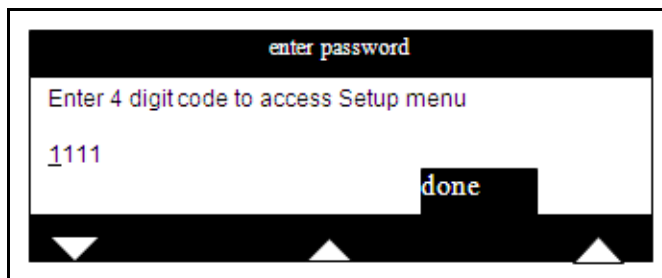 enter password
Enter 4 digit code to access Setup menu
1111
done